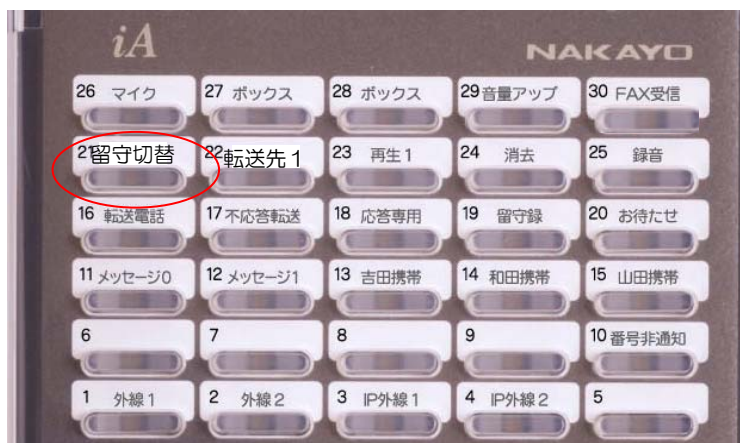 iA NAKAYO
26 マイク 27 ボックス 28 ボックス 29 音量アップ 30 FAX受信
21 留守切替 22 転送先1 23 再生1 24 消去 25 録音
16 転送電話 17 不応答転送 18 応答専用 19 留守録 20 お待たせ
11 メッセージ0 12 メッセージ1 13 吉田携帯 14 和田携帯 15 山田携帯
6 7 8 9 10 番号非通知
1 外線1 2 外線2 3 IP外線1 4 IP外線2 5